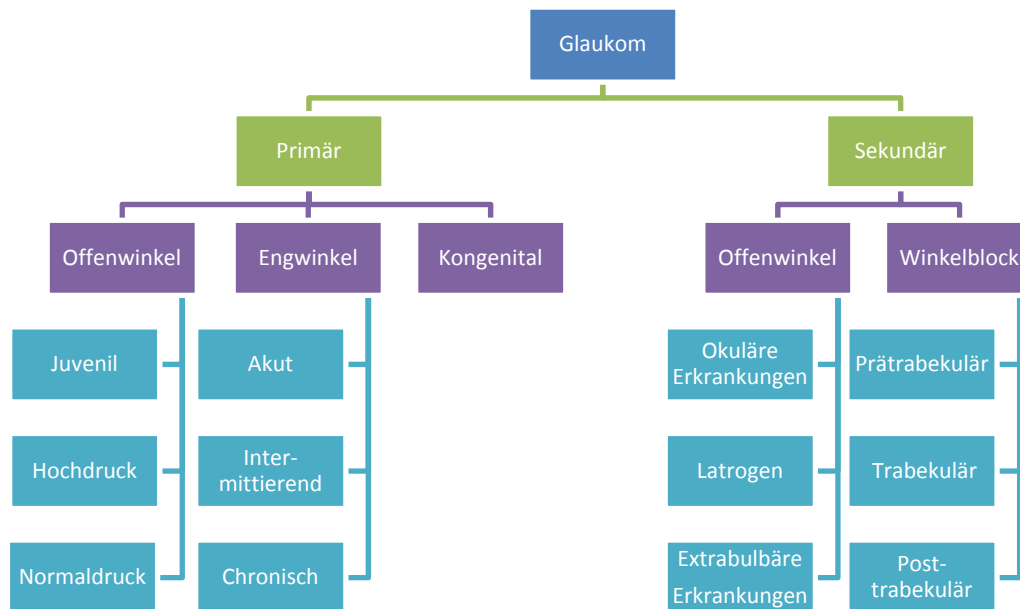 Glaukom
Primär
Sekundär
Offenwinkel
Engwinkel
Kongenital
Offenwinkel
Winkelblock
Juvenil
Akut
Okuläre
Erkrankungen
Prätrabekulär
Hochdruck
Inter-
mittierend
Latrogen
Trabekulär
Normaldruck
Chronisch
Extrabulbäre
Erkrankungen
Post-
trabekulär